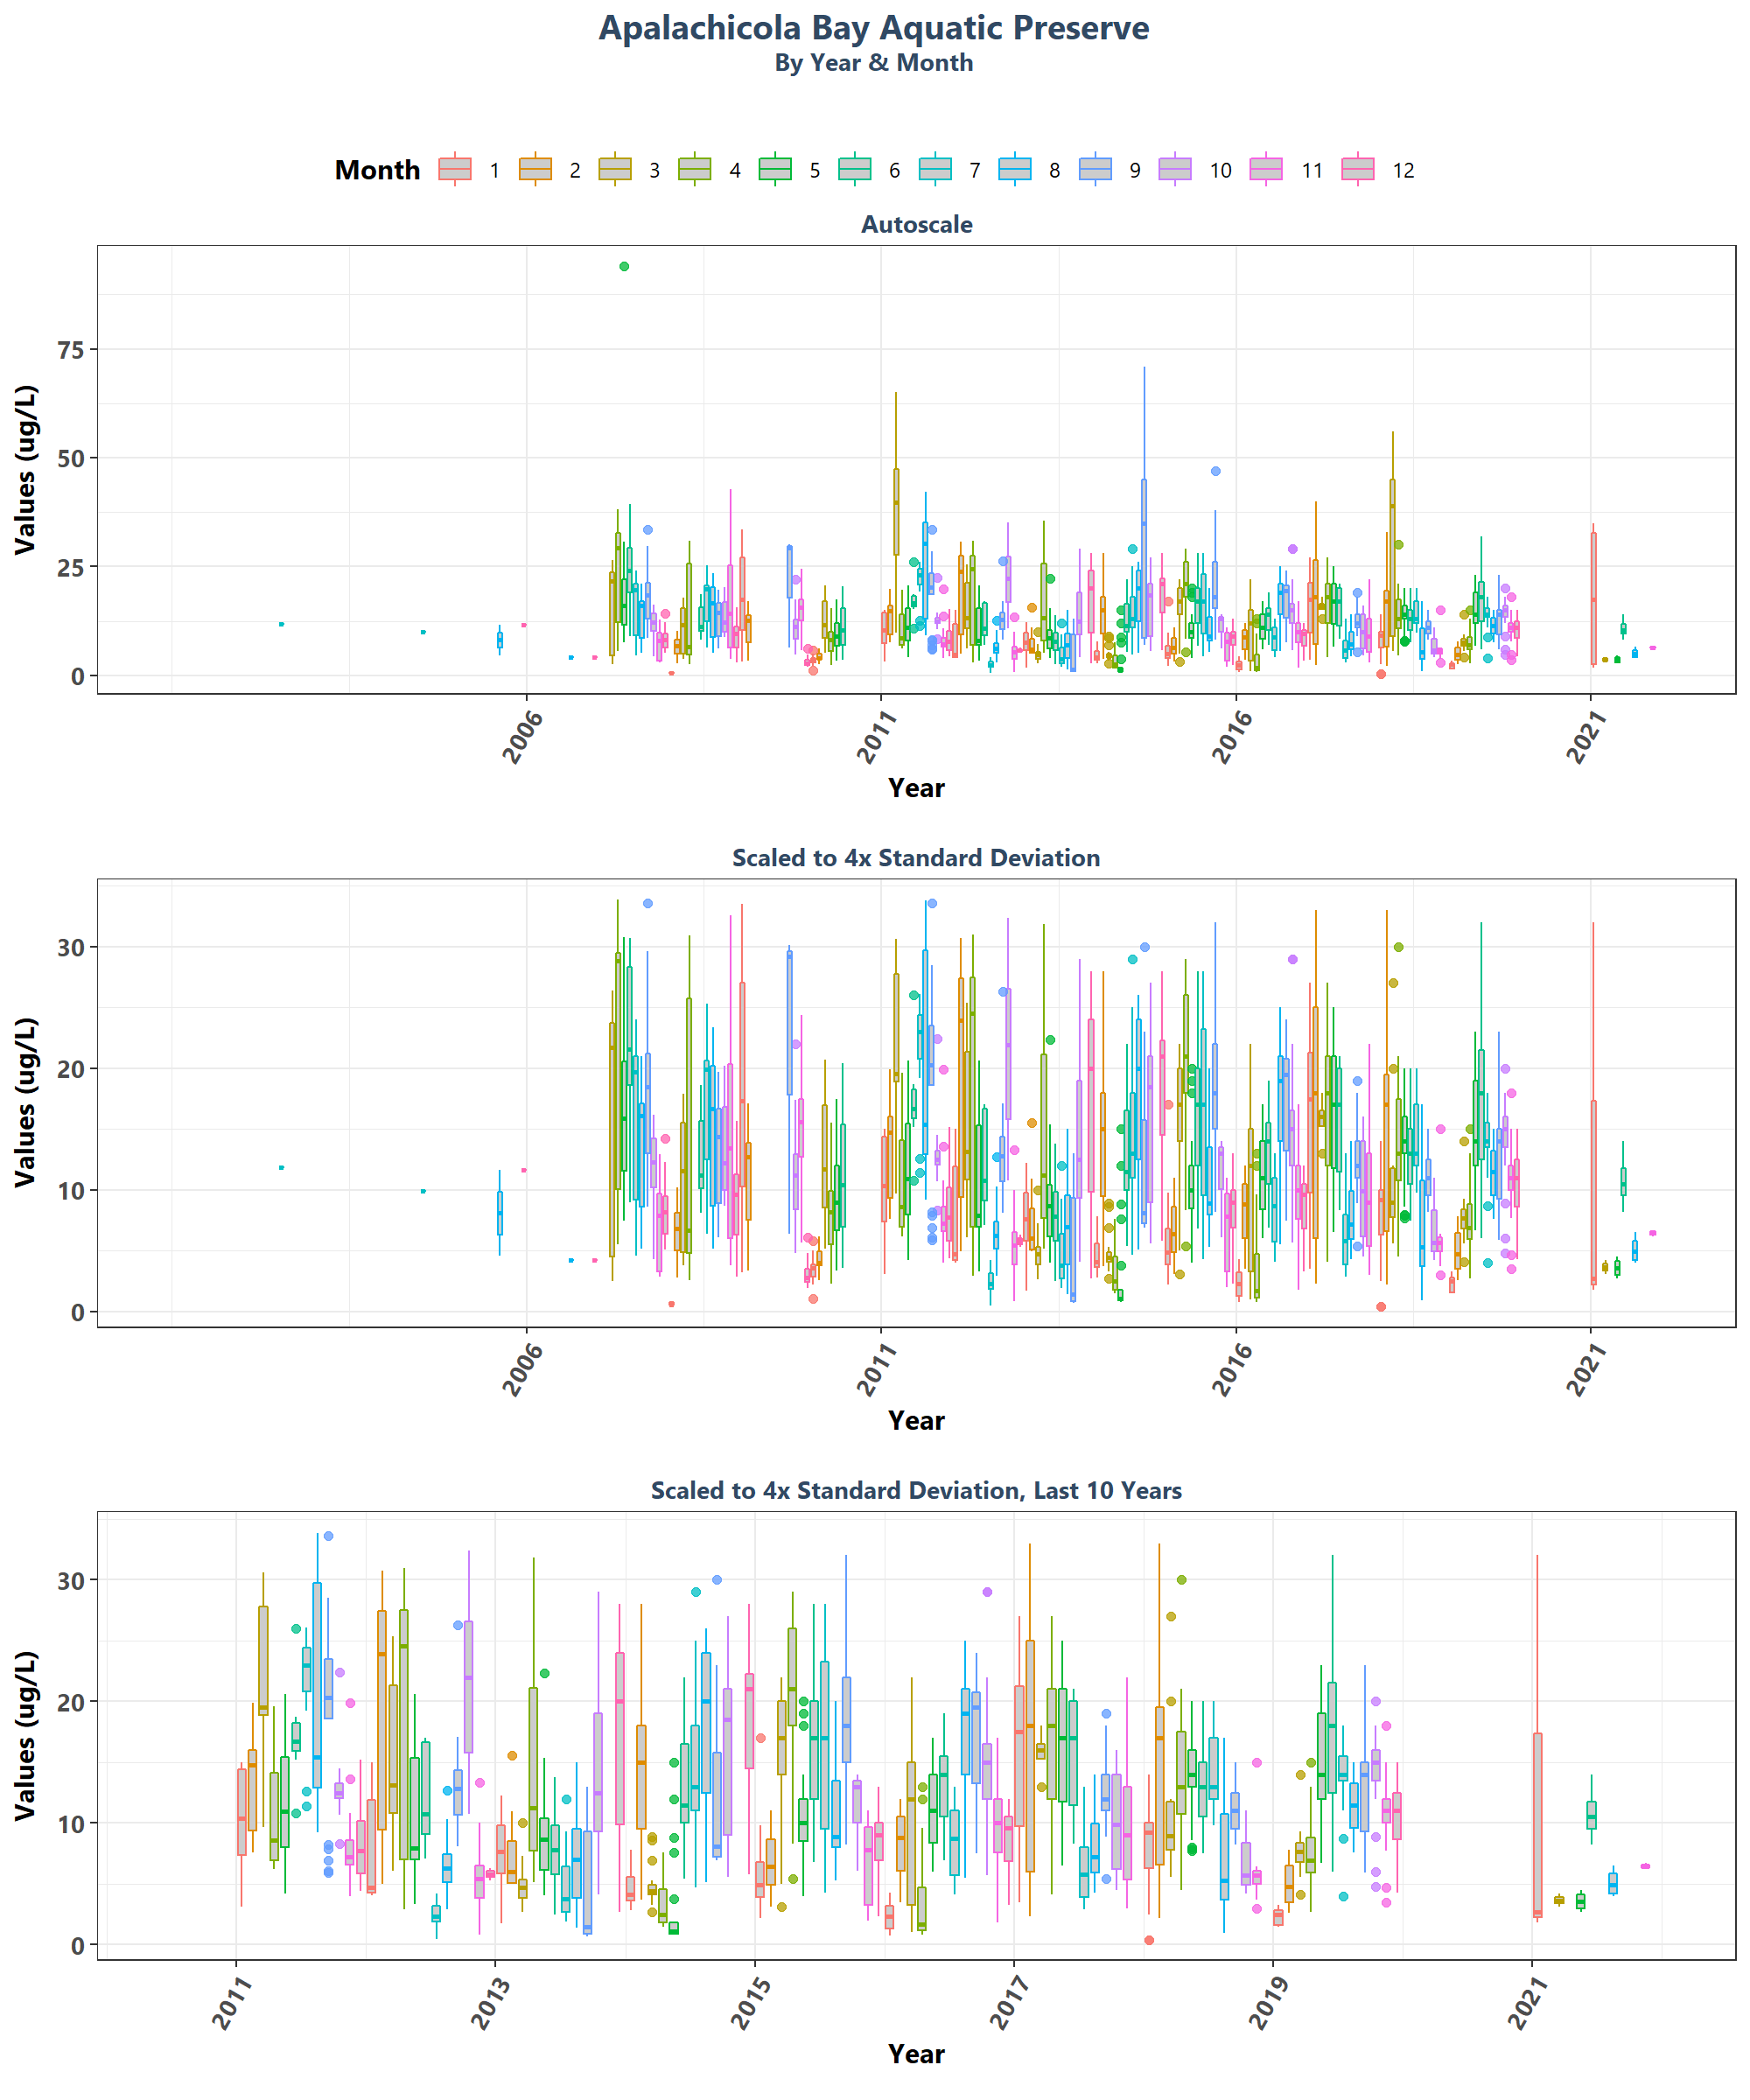 Apalachicola Bay Aquatic Preserve
By Year & Month
Month 1 2 3 4 5 6 7 8 9 10 11 12
Autoscale
Values (ug/L)
75
50
25
0
2006 2011 2016 2021
Year
Scaled to 4x Standard Deviation
Values (ug/L)
30
20
10
0
2006 2011 2016 2021
Year
Scaled to 4x Standard Deviation, Last 10 Years
Values (ug/L)
30
20
10
0
2011 2013 2015 2017 2019 2021
Year